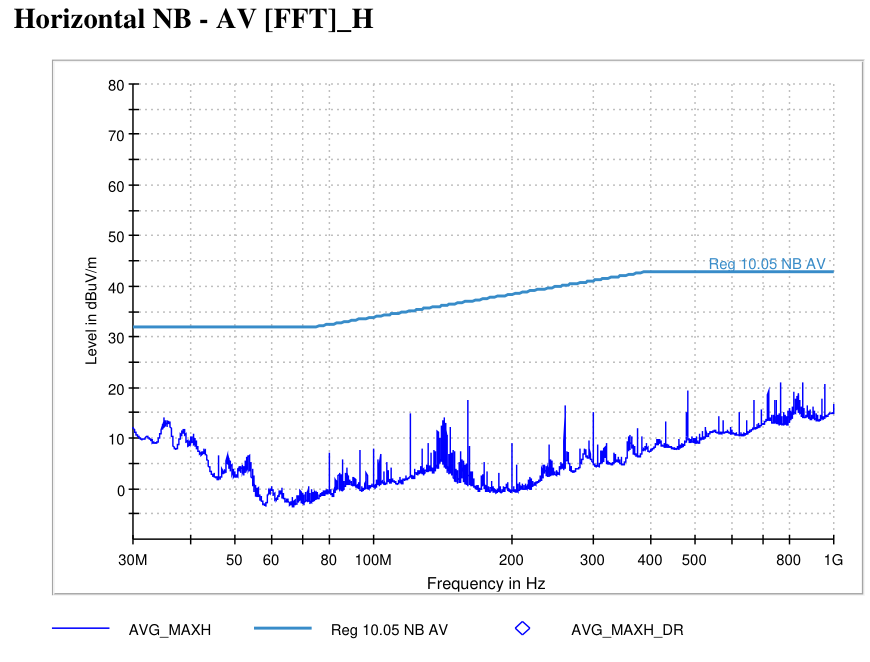 Horizontal NB - AV [FFT]_H
80
70
60
50
40
30
20
10
0
Level in dBuV/m
Reg 10.05 NB AV
30M 50 60 80 100M 200 300 400 500 800 1G
Frequency in Hz
AVG_MAXH Reg 10.05 NB AV AVG_MAXH_DR